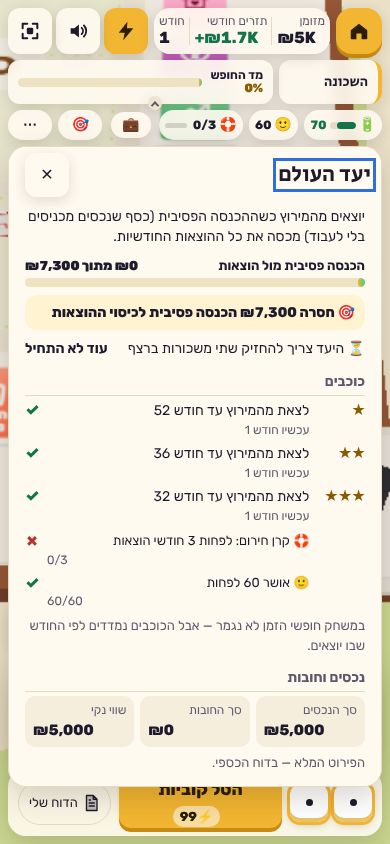 מזומן תזרים חודשי חודש
₪5K +₪1.7K 1
השכונה
מד החופש
0%
70 60 0/3 ...
יעד העולם
יוצאים מהמירוץ כשההכנסה הפסיבית (כסף שנכסים מכניסים
בלי לעבוד) מכסה את כל ההוצאות החודשיות.
הכנסה פסיבית מול הוצאות ₪0 מתוך ₪7,300
🎯 חסרה ₪7,300 הכנסה פסיבית לכיסוי ההוצאות
⏳ היעד צריך להחזיק שתי משכורות ברצף עוד לא התחיל
כוכבים
★ לצאת מהמירוץ עד חודש 52 ✓
עכשיו חודש 1
★★ לצאת מהמירוץ עד חודש 36 ✓
עכשיו חודש 1
★★★ לצאת מהמירוץ עד חודש 32 ✓
עכשיו חודש 1
🛟 קרן חירום: לפחות 3 חודשי הוצאות ✖
0/3
🙂 אושר 60 לפחות ✓
60/60
במשחק חופשי הזמן לא נגמר — אבל הכוכבים נמדדים לפי החודש
שבו יוצאים.
נכסים וחובות
סך הנכסים סך החובות שווי נקי
₪5,000 ₪0 ₪5,000
הפירוט המלא — בדוח הכספי.
הטל קוביות הדוח שלי
⚡99